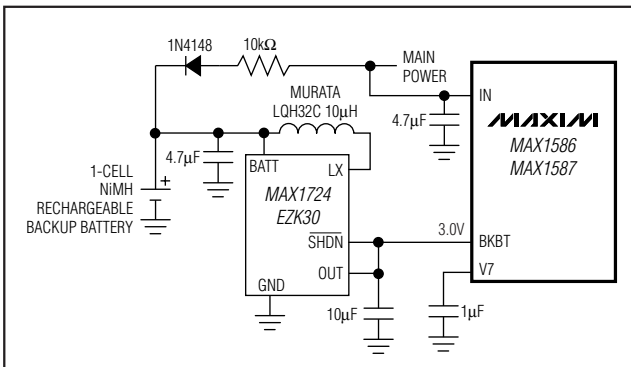 1N4148
10kΩ
MAIN
POWER
MURATA
LQH32C 10µH
4.7µF
IN
MAXIM
MAX1586
MAX1587
4.7µF
BATT
LX
1-CELL
NiMH
RECHARGEABLE
BACKUP BATTERY
+
MAX1724
EZK30
SHDN
3.0V
BKBT
OUT
V7
GND
10µF
1µF